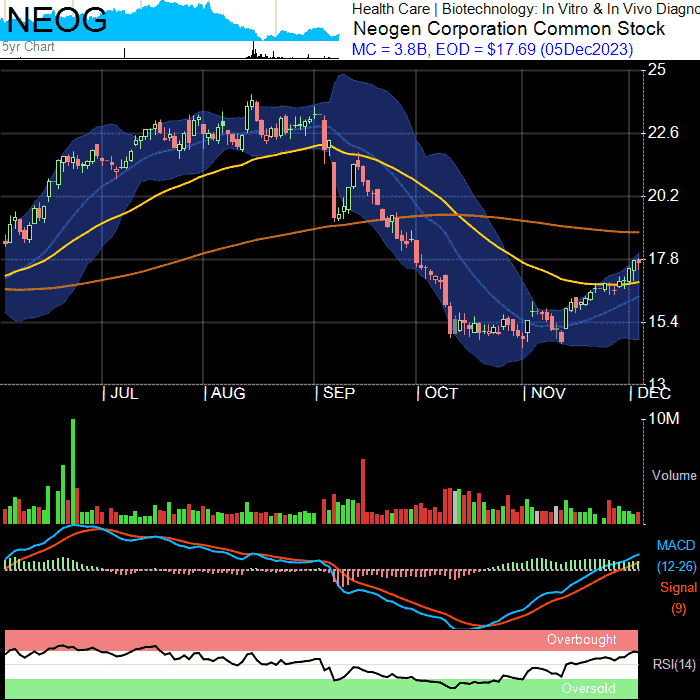 NEOG
5yr Chart
Health Care | Biotechnology: In Vitro & In Vivo Diagno
Neogen Corporation Common Stock
MC = 3.8B, EOD = $17.69 (05Dec2023)
25
22.6
20.2
17.8
15.4
13
JUL
AUG
SEP
OCT
NOV
DEC
10M
Volume
MACD
(12-26)
Signal
(9)
Overbought
RSI(14)
Oversold